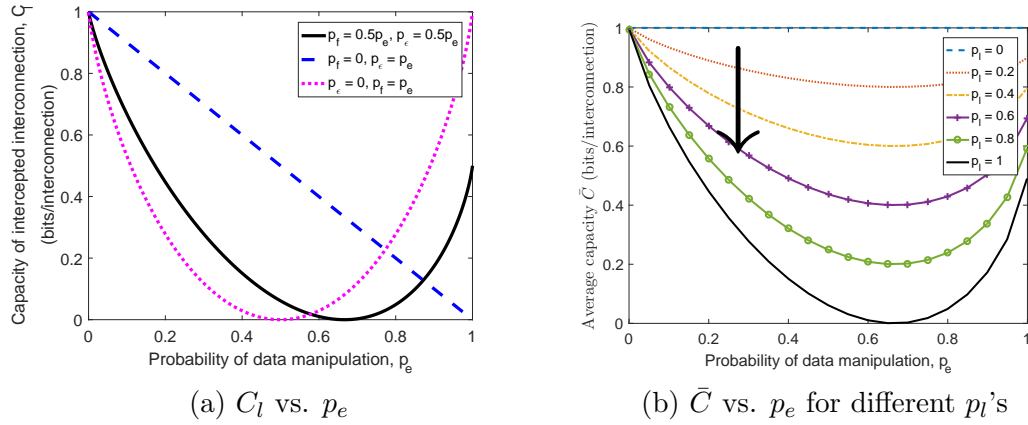 Capacity of intercepted interconnection, C_l
(bits/interconnection)
1
0.8
0.6
0.4
0.2
0
0 0.2 0.4 0.6 0.8 1
Probability of data manipulation, p_e
p_f = 0.5p_e, p_ϵ = 0.5p_e
p_f = 0, p_ϵ = p_e
p_ϵ = 0, p_f = p_e
(a) C_l vs. p_e
Average capacity C̄ (bits/interconnection)
1
0.8
0.6
0.4
0.2
0
0 0.2 0.4 0.6 0.8 1
Probability of data manipulation, p_e
p_l = 0
p_l = 0.2
p_l = 0.4
p_l = 0.6
p_l = 0.8
p_l = 1
(b) C̄ vs. p_e for different p_l's